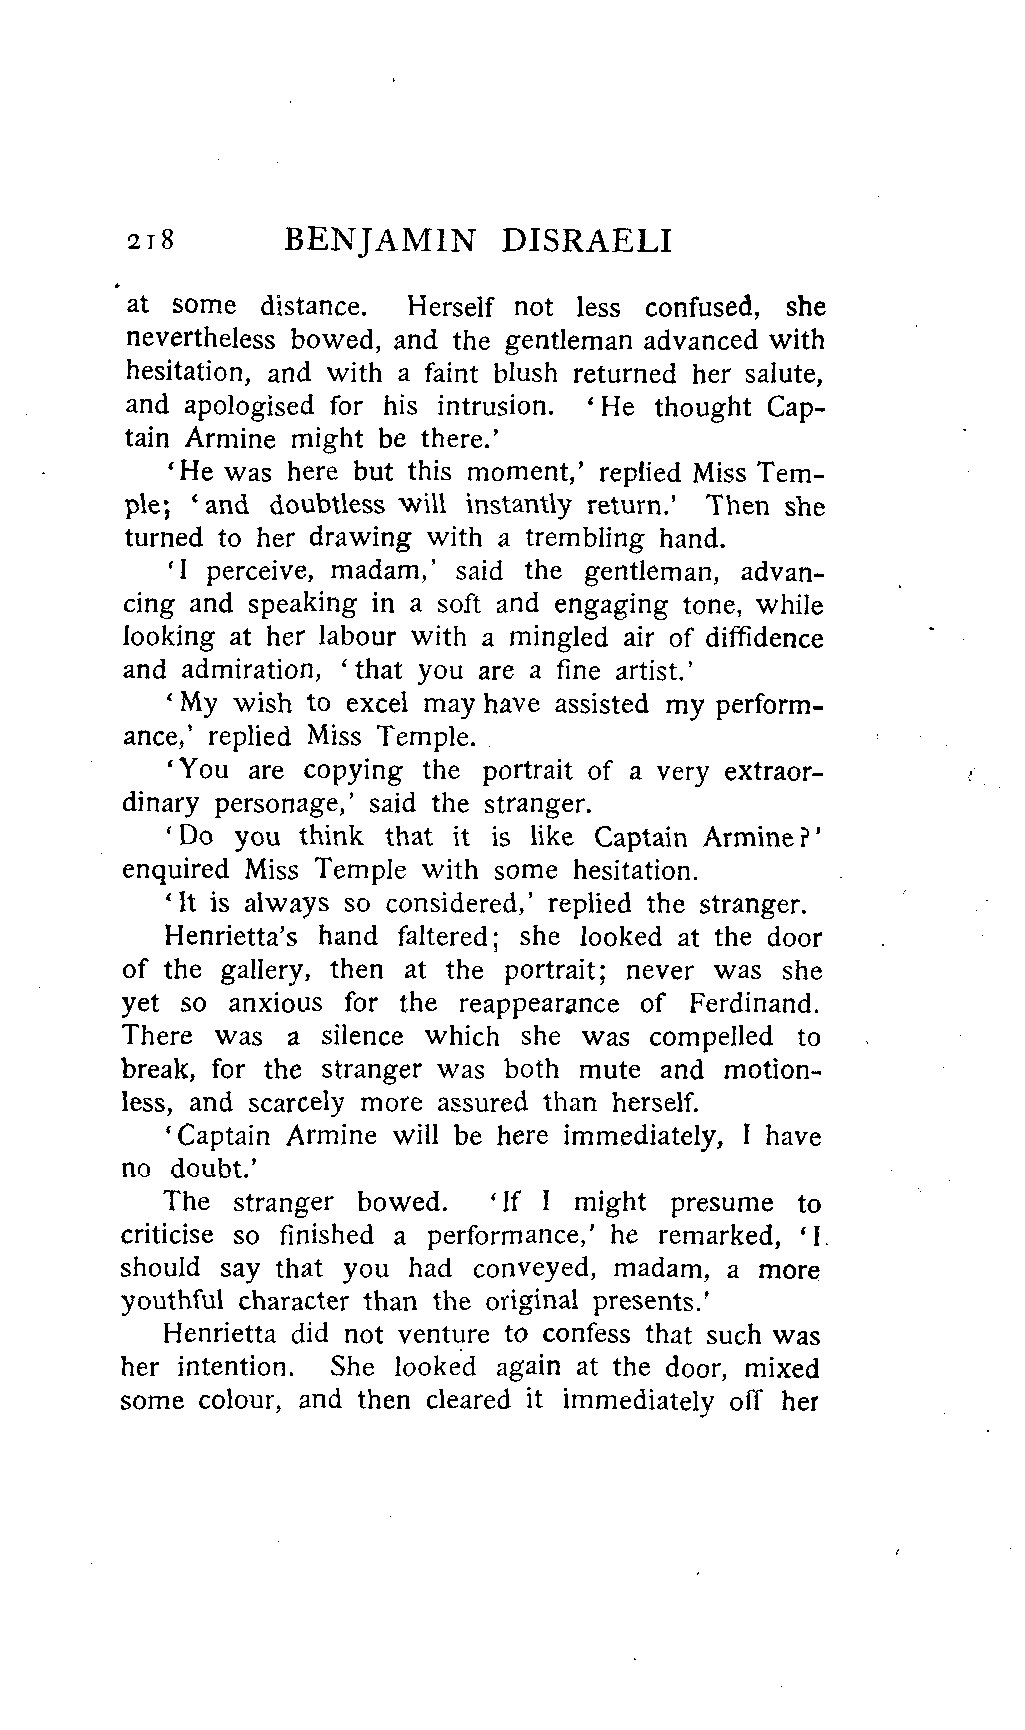 218 BENJAMIN DISRAELI
at some distance. Herself not less confused, she
nevertheless bowed, and the gentleman advanced with
hesitation, and with a faint blush returned her salute,
and apologised for his intrusion. ‘He thought Cap-
tain Armine might be there.’
‘He was here but this moment,’ replied Miss Tem-
ple; ‘and doubtless will instantly return.’ Then she
turned to her drawing with a trembling hand.
‘I perceive, madam,’ said the gentleman, advan-
cing and speaking in a soft and engaging tone, while
looking at her labour with a mingled air of diffidence
and admiration, ‘that you are a fine artist.’
‘My wish to excel may have assisted my perform-
ance,’ replied Miss Temple.
‘You are copying the portrait of a very extraor-
dinary personage,’ said the stranger.
‘Do you think that it is like Captain Armine?’
enquired Miss Temple with some hesitation.
‘It is always so considered,’ replied the stranger.
Henrietta’s hand faltered; she looked at the door
of the gallery, then at the portrait; never was she
yet so anxious for the reappearance of Ferdinand.
There was a silence which she was compelled to
break, for the stranger was both mute and motion-
less, and scarcely more assured than herself.
‘Captain Armine will be here immediately, I have
no doubt.’
The stranger bowed. ‘If I might presume to
criticise so finished a performance,’ he remarked, ‘I
should say that you had conveyed, madam, a more
youthful character than the original presents.’
Henrietta did not venture to confess that such was
her intention. She looked again at the door, mixed
some colour, and then cleared it immediately off her